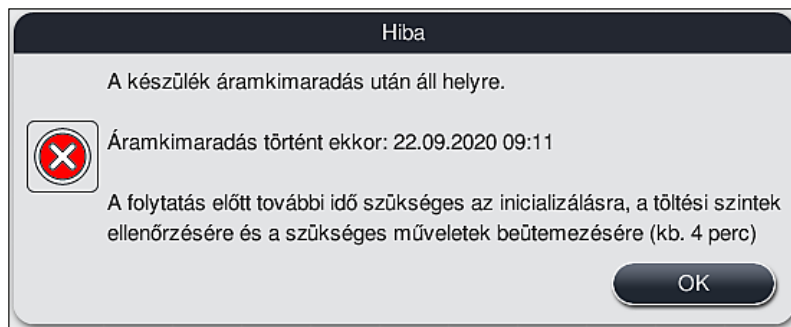 Hiba
A készülék áramkimaradás után áll helyre.
Áramkimaradás történt ekkor: 22.09.2020 09:11
A folytatás előtt további idő szükséges az inicializálásra, a töltési szintek
ellenőrzésére és a szükséges műveletek beütemezésére (kb. 4 perc)
OK